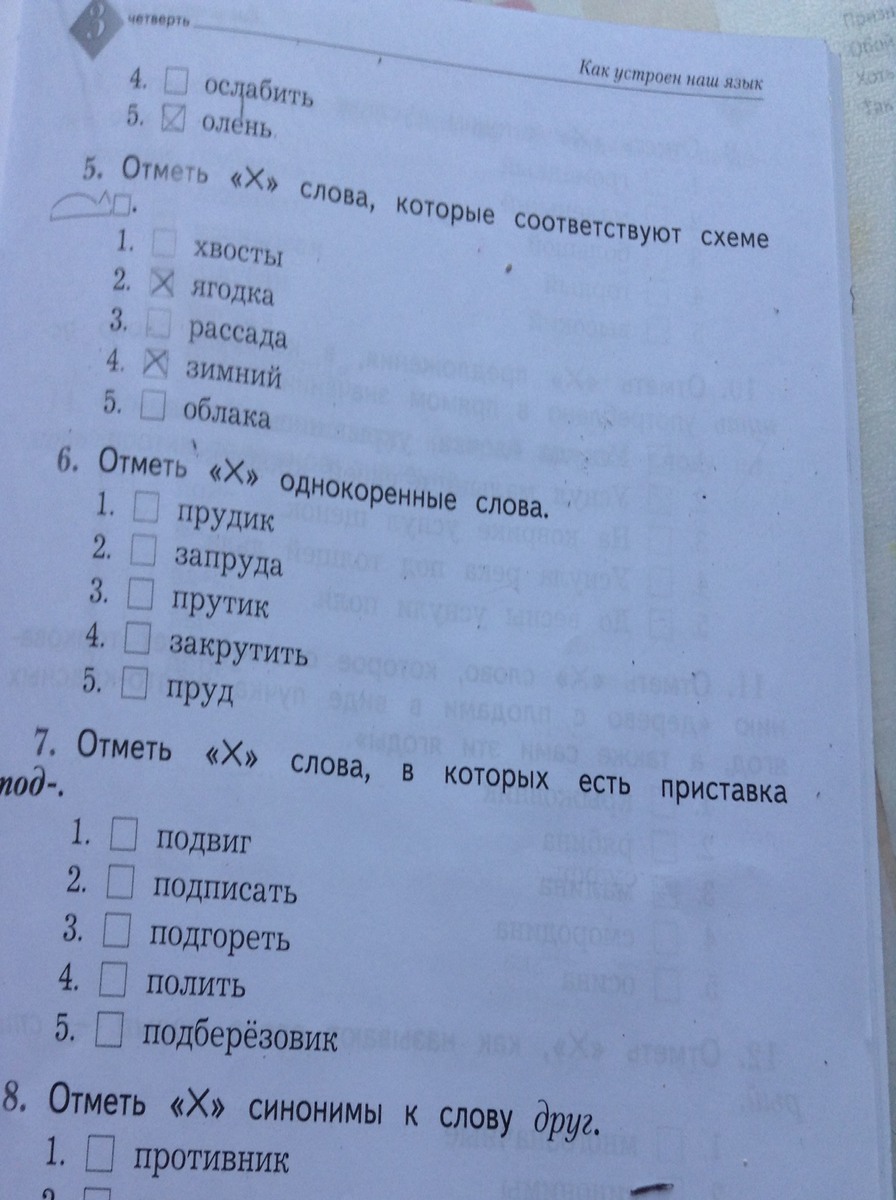 3 четверть
Как устроен наш язык
4. ослабить
5. олень
5. Отметь «X» слова, которые соответствуют схеме
.
1. хвосты
2. ягодка
3. рассада
4. зимний
5. облака
6. Отметь «X» однокоренные слова.
1. прудик
2. запруда
3. прутик
4. закрутить
5. пруд
7. Отметь «X» слова, в которых есть приставка
под-.
1. подвиг
2. подписать
3. подгореть
4. полить
5. подберёзовик
8. Отметь «X» синонимы к слову друг.
1. противник